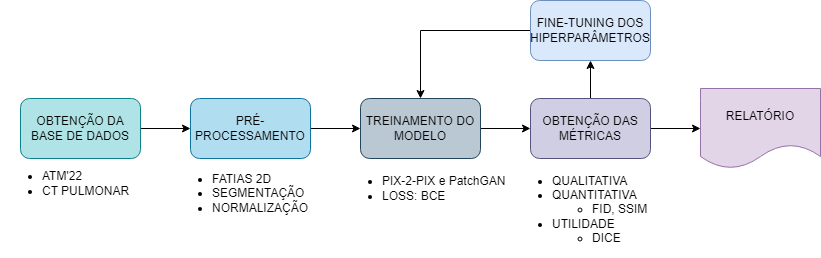 FINE-TUNING DOS
HIPERPARÂMETROS
OBTENÇÃO DA
BASE DE DADOS
PRÉ-
PROCESSAMENTO
TREINAMENTO DO
MODELO
OBTENÇÃO DAS
MÉTRICAS
RELATÓRIO
ATM'22
CT PULMONAR
FATIAS 2D
SEGMENTAÇÃO
NORMALIZAÇÃO
PIX-2-PIX e PatchGAN
LOSS: BCE
QUALITATIVA
QUANTITATIVA
FID, SSIM
UTILIDADE
DICE